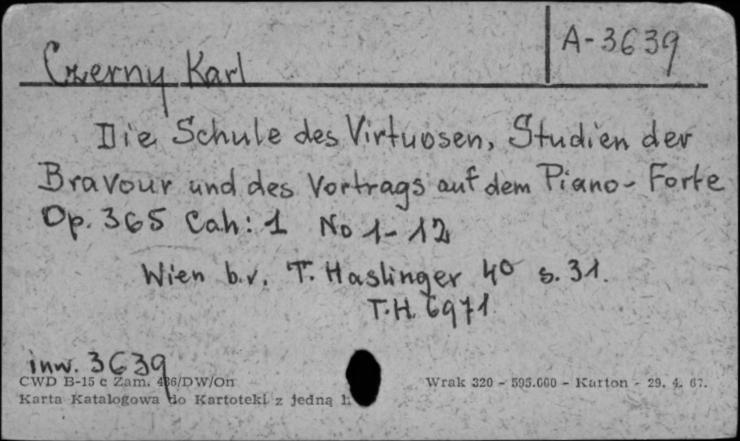 A-3639
Czerny Karl
Die Schule des Virtuosen, Studien der
Bravour und des Vortrags auf dem Piano-Forte
Op. 365 Cah: 1 No 1-12
Wien b.r. T. Haslinger 4° s. 31.
T.H. 6971
inw. 3639
CWD B-15 c Zam. 436/DW/On Wrak 320 - 595.000 - Karton - 29. 4. 67.
Karta Katalogowa do Kartoteki z jedną l.